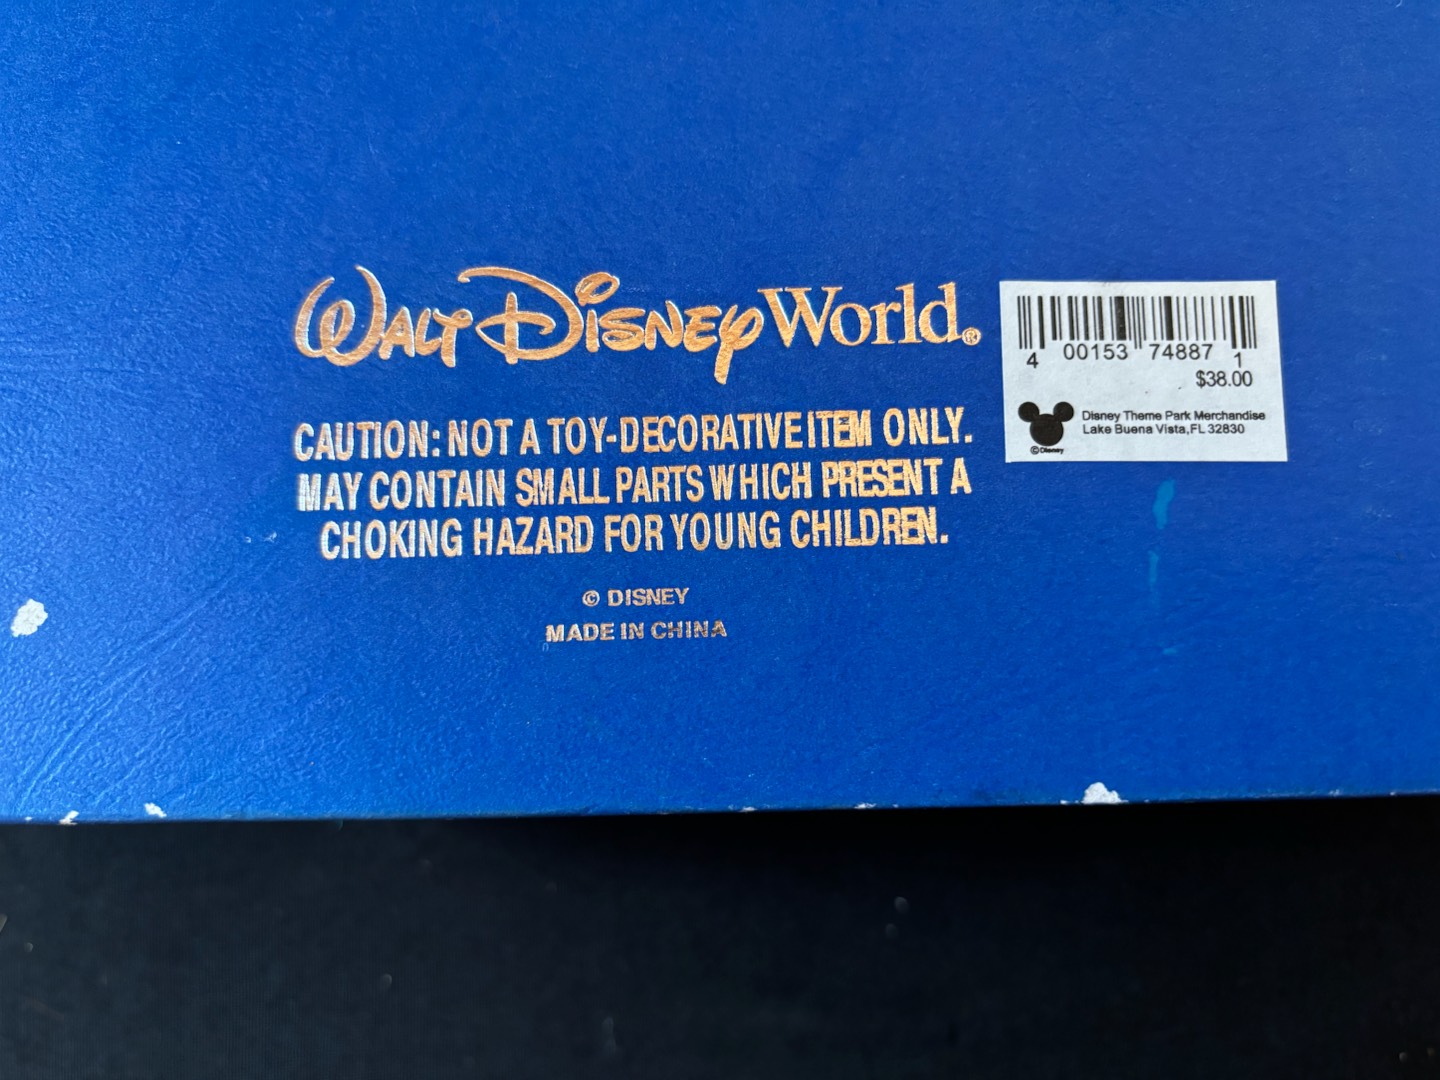 WALT DISNEY World®
CAUTION: NOT A TOY-DECORATIVE ITEM ONLY.
MAY CONTAIN SMALL PARTS WHICH PRESENT A
CHOKING HAZARD FOR YOUNG CHILDREN.
© DISNEY
MADE IN CHINA
4 00153 74887 1
$38.00
Disney Theme Park Merchandise
Lake Buena Vista, FL 32830
©Disney